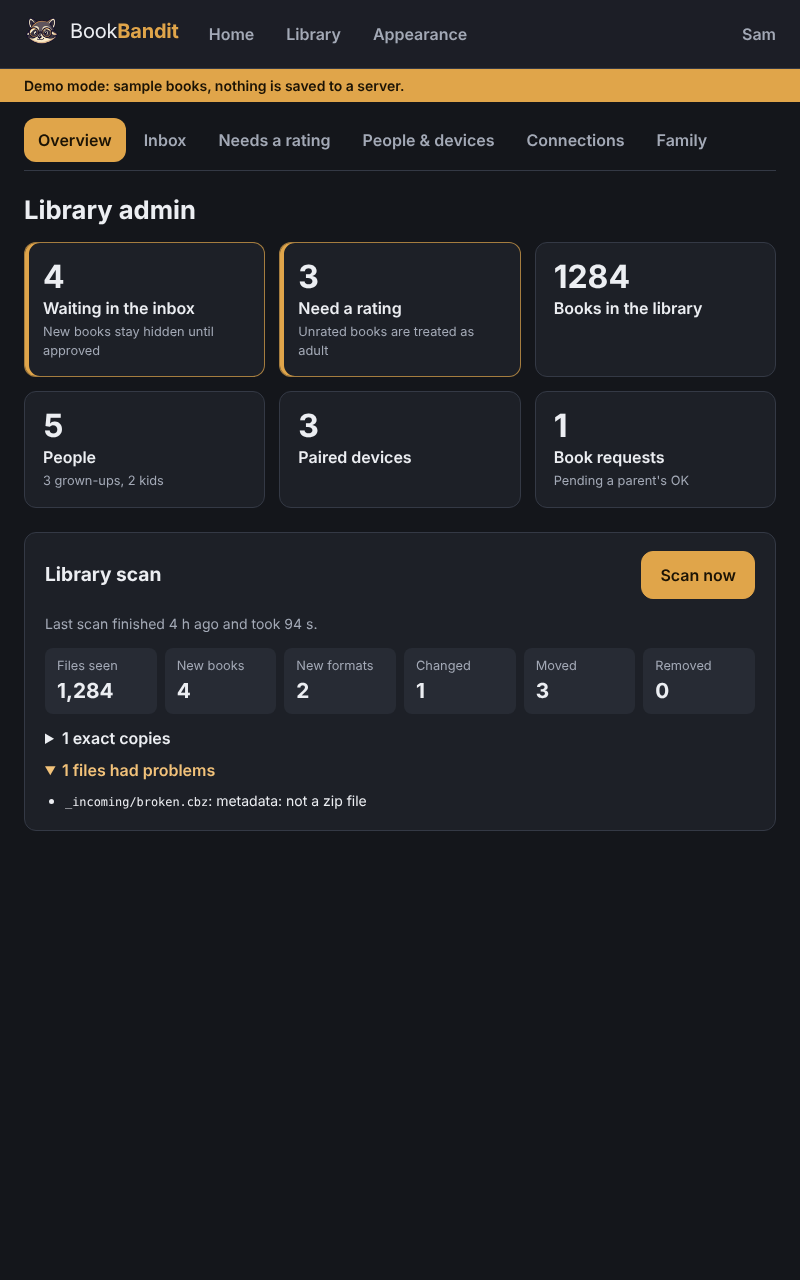 BookBandit Home Library Appearance Sam
Demo mode: sample books, nothing is saved to a server.
Overview Inbox Needs a rating People & devices Connections Family
Library admin
4
Waiting in the inbox
New books stay hidden until
approved
3
Need a rating
Unrated books are treated as
adult
1284
Books in the library
5
People
3 grown-ups, 2 kids
3
Paired devices
1
Book requests
Pending a parent's OK
Library scan
Scan now
Last scan finished 4 h ago and took 94 s.
Files seen
1,284
New books
4
New formats
2
Changed
1
Moved
3
Removed
0
1 exact copies
1 files had problems
_incoming/broken.cbz: metadata: not a zip file